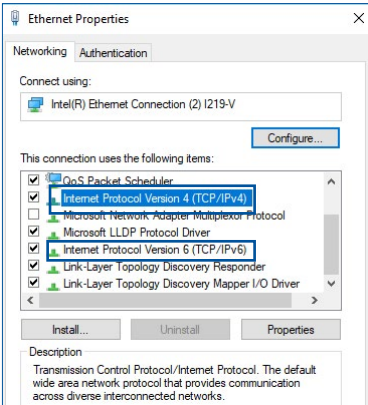 Ethernet Properties
Networking
Authentication
Connect using:
Intel(R) Ethernet Connection (2) I219-V
Configure...
This connection uses the following items:
QoS Packet Scheduler
Internet Protocol Version 4 (TCP/IPv4)
Microsoft Network Adapter Multiplexor Protocol
Microsoft LLDP Protocol Driver
Internet Protocol Version 6 (TCP/IPv6)
Link-Layer Topology Discovery Responder
Link-Layer Topology Discovery Mapper I/O Driver
Install...
Uninstall
Properties
Description
Transmission Control Protocol/Internet Protocol. The default
wide area network protocol that provides communication
across diverse interconnected networks.